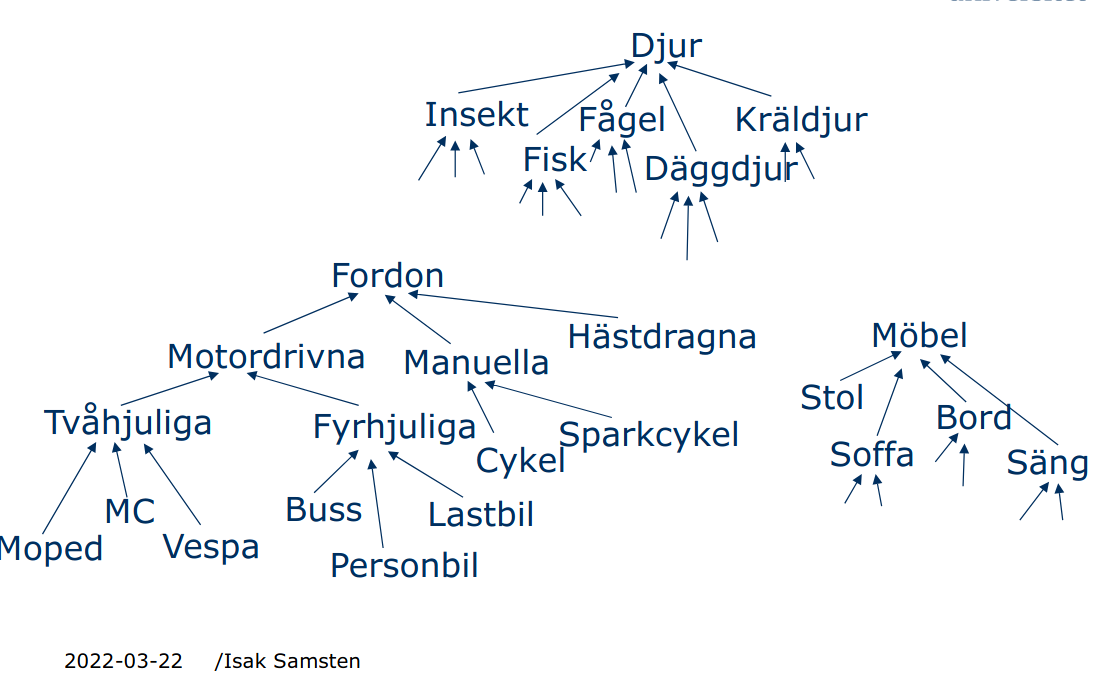 Djur
Insekt
Fågel
Kräldjur
Fisk
Däggdjur
Fordon
Hästdragna
Möbel
Motordrivna
Manuella
Stol
Bord
Tvåhjuliga
Fyrhjuliga
Sparkcykel
Soffa
Cykel
Säng
MC
Buss
Lastbil
Moped
Vespa
Personbil
2022-03-22 /Isak Samsten